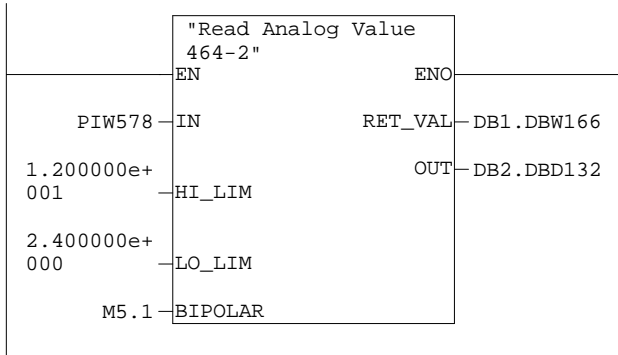 "Read Analog Value
464-2"
EN ENO
PIW578 IN RET_VAL DB1.DBW166
1.200000e+
001 HI_LIM OUT DB2.DBD132
2.400000e+
000 LO_LIM
M5.1 BIPOLAR